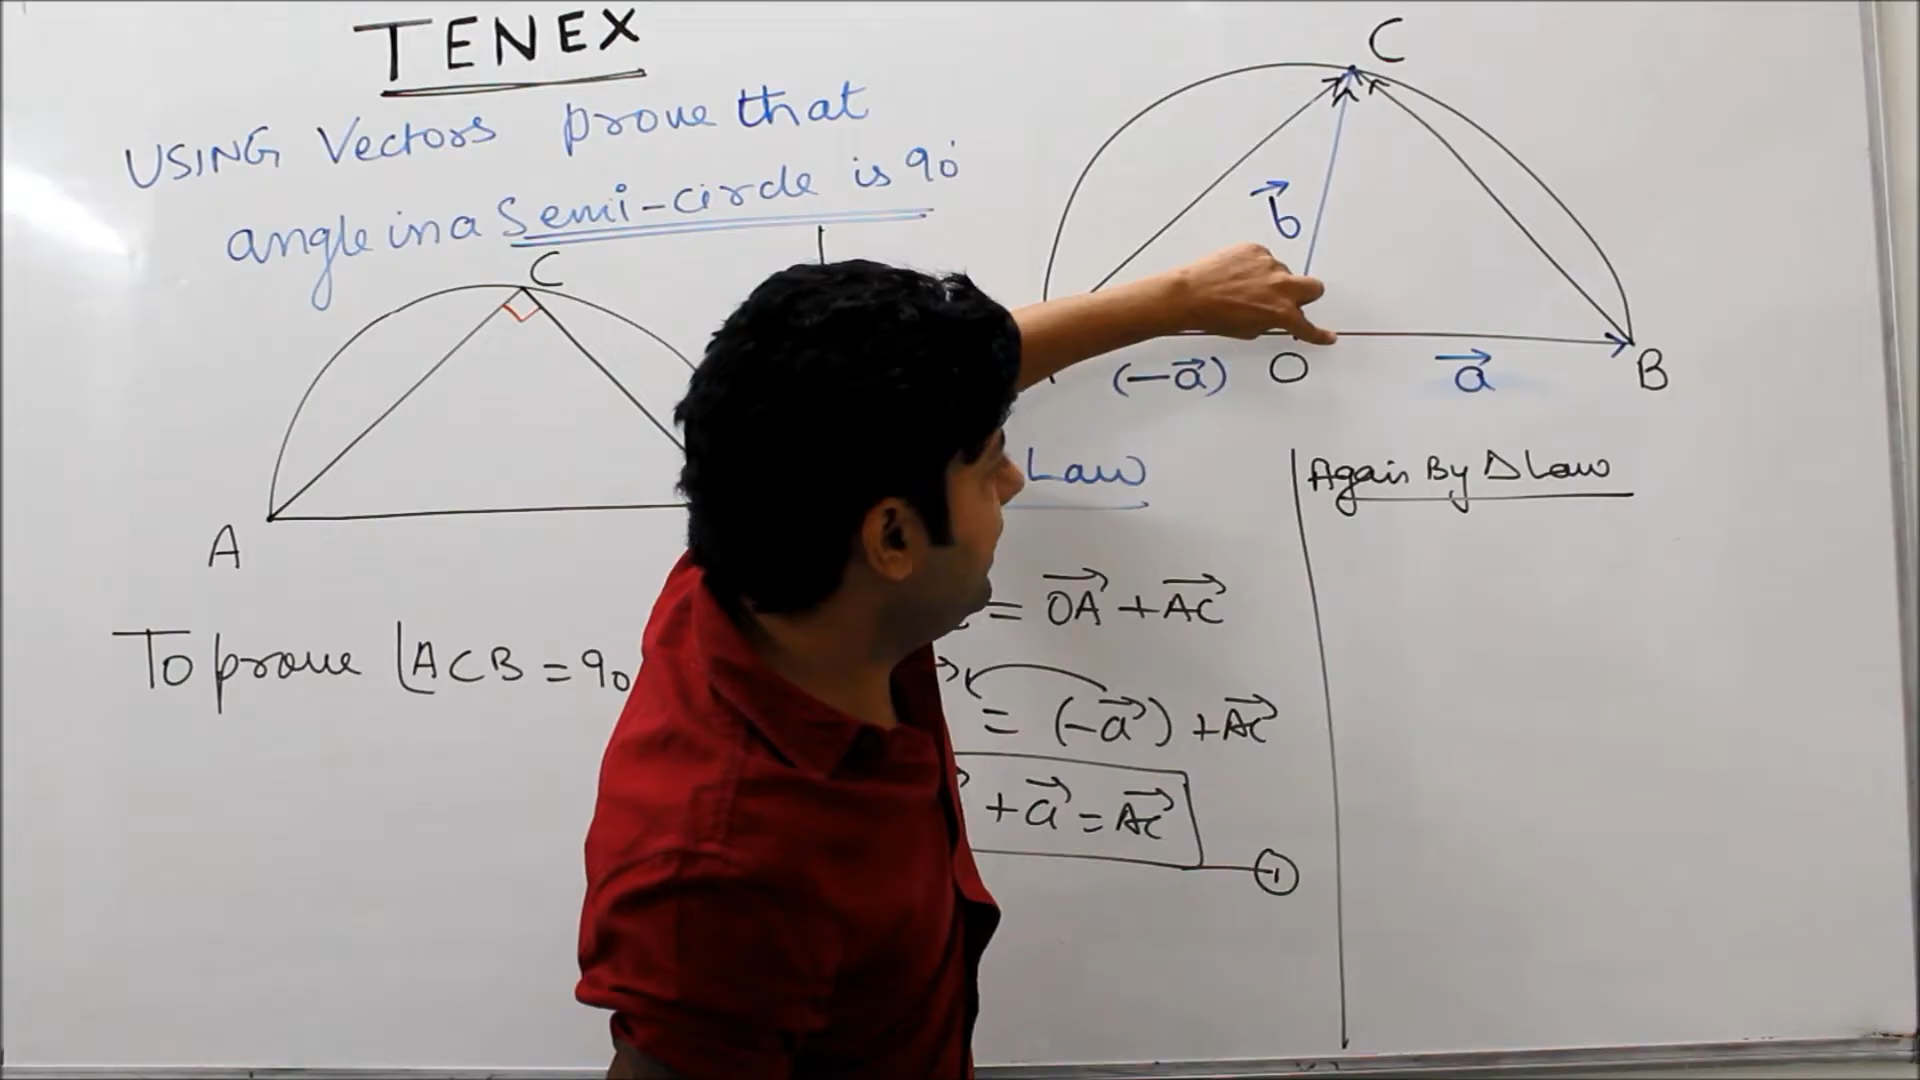 TENEX
USING Vectors prove that
angle in a Semi-circle is 90°
C
A
To prove ∠ACB = 90
C
b⃗
(-a⃗) O a⃗ B
Law
= OA⃗ + AC⃗
= (-a⃗) + AC⃗
+ a⃗ = AC⃗
①
Again By Δ Law